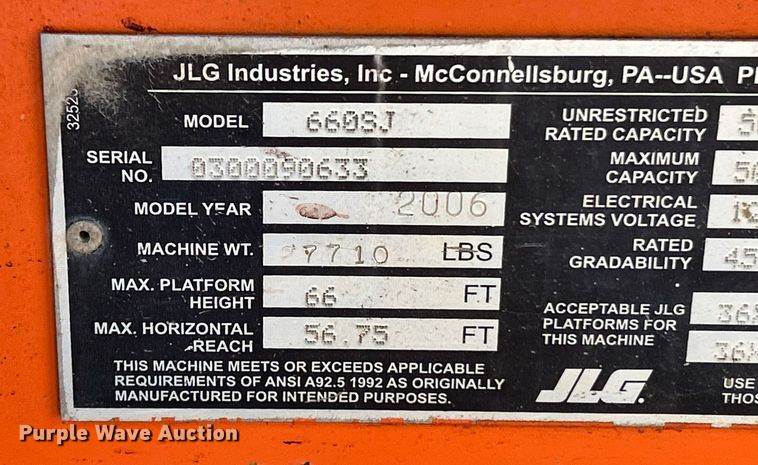 JLG Industries, Inc - McConnellsburg, PA--USA
MODEL 660SJ
SERIAL NO. 0300090633
MODEL YEAR 2006
MACHINE WT. 7710 LBS
MAX. PLATFORM HEIGHT 66 FT
MAX. HORIZONTAL REACH 56.75 FT
THIS MACHINE MEETS OR EXCEEDS APPLICABLE
REQUIREMENTS OF ANSI A92.5 1992 AS ORIGINALLY
MANUFACTURED FOR INTENDED PURPOSES.
UNRESTRICTED
RATED CAPACITY
MAXIMUM
CAPACITY
ELECTRICAL
SYSTEMS VOLTAGE
RATED
GRADABILITY 45
ACCEPTABLE JLG
PLATFORMS FOR
THIS MACHINE
JLG
USE
Purple Wave Auction